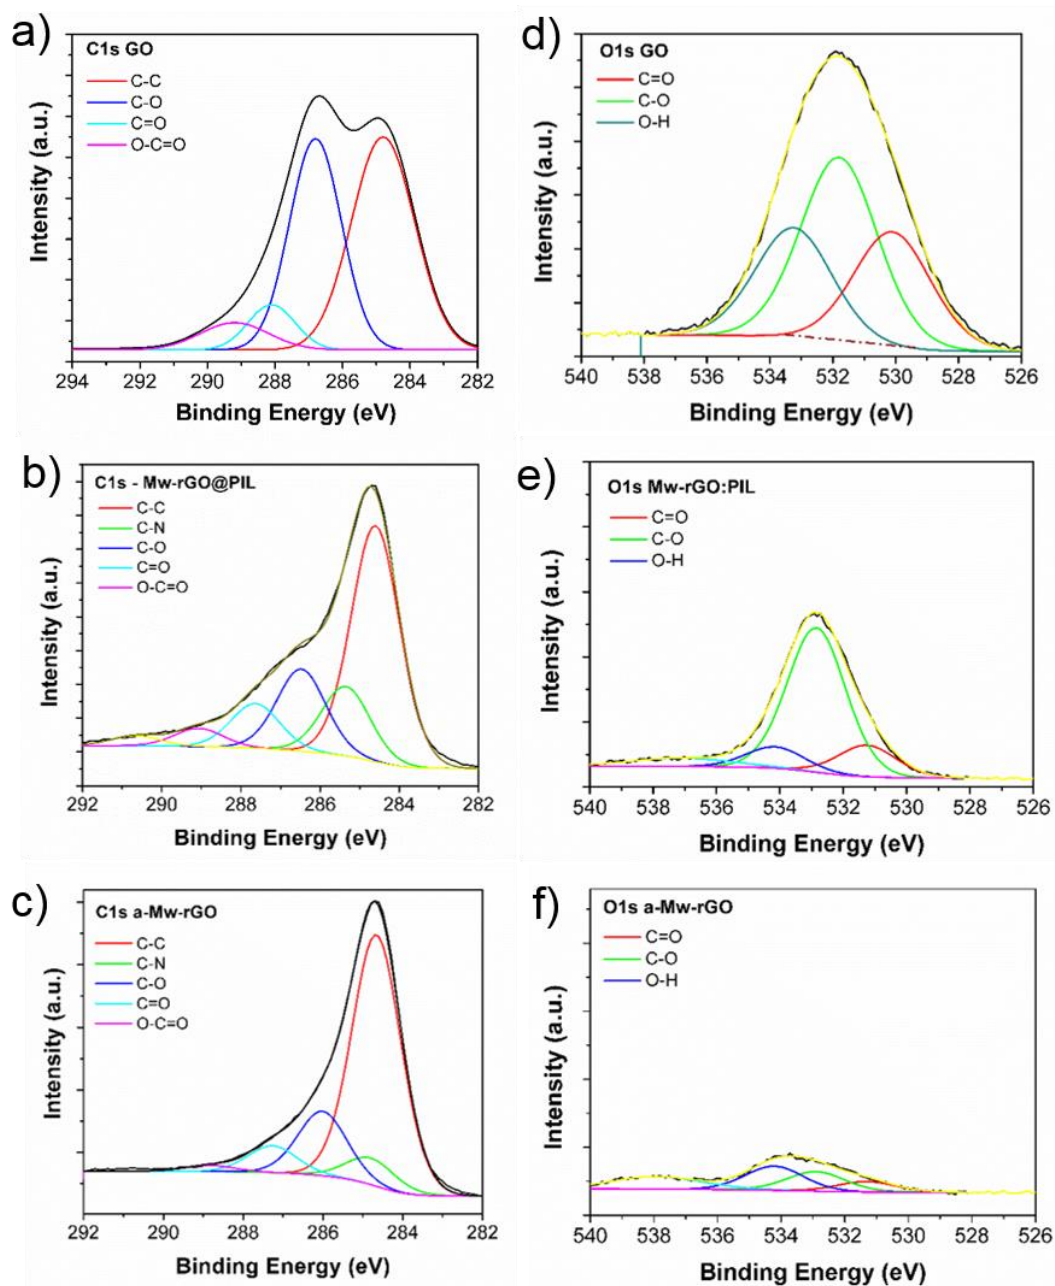 a)
C1s GO
C-C
C-O
C=O
O-C=O
Intensity (a.u.)
294 292 290 288 286 284 282
Binding Energy (eV)
d)
O1s GO
C=O
C-O
O-H
Intensity (a.u.)
540 538 536 534 532 530 528 526
Binding Energy (eV)
b)
C1s - Mw-rGO@PIL
C-C
C-N
C-O
C=O
O-C=O
Intensity (a.u.)
292 290 288 286 284 282
Binding Energy (eV)
e)
O1s Mw-rGO:PIL
C=O
C-O
O-H
Intensity (a.u.)
540 538 536 534 532 530 528 526
Binding Energy (eV)
c)
C1s a-Mw-rGO
C-C
C-N
C-O
C=O
O-C=O
Intensity (a.u.)
292 290 288 286 284 282
Binding Energy (eV)
f)
O1s a-Mw-rGO
C=O
C-O
O-H
Intensity (a.u.)
540 538 536 534 532 530 528 526
Binding Energy (eV)